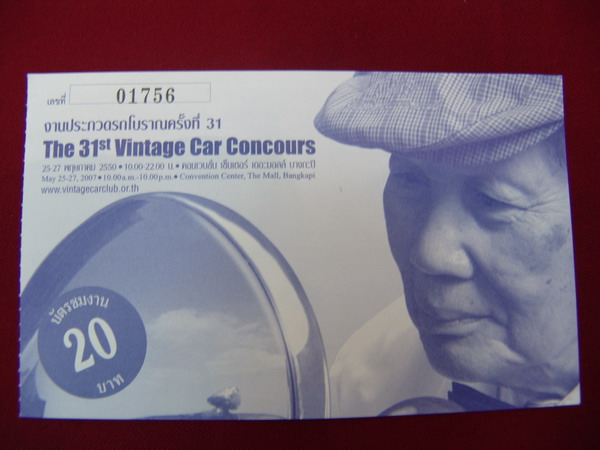 เลขที่ 01756
งานประกวดรถโบราณครั้งที่ 31
The 31st Vintage Car Concours
25-27 พฤษภาคม 2550 • 10.00-22.00 น. • คอนเวนชั่น เซ็นเตอร์ เดอะมอลล์ บางกะปิ
May 25-27, 2007 • 10.00a.m.-10.00p.m. • Convention Center, The Mall, Bangkapi
www.vintagecarclub.or.th
บัตรชมงาน
20
บาท